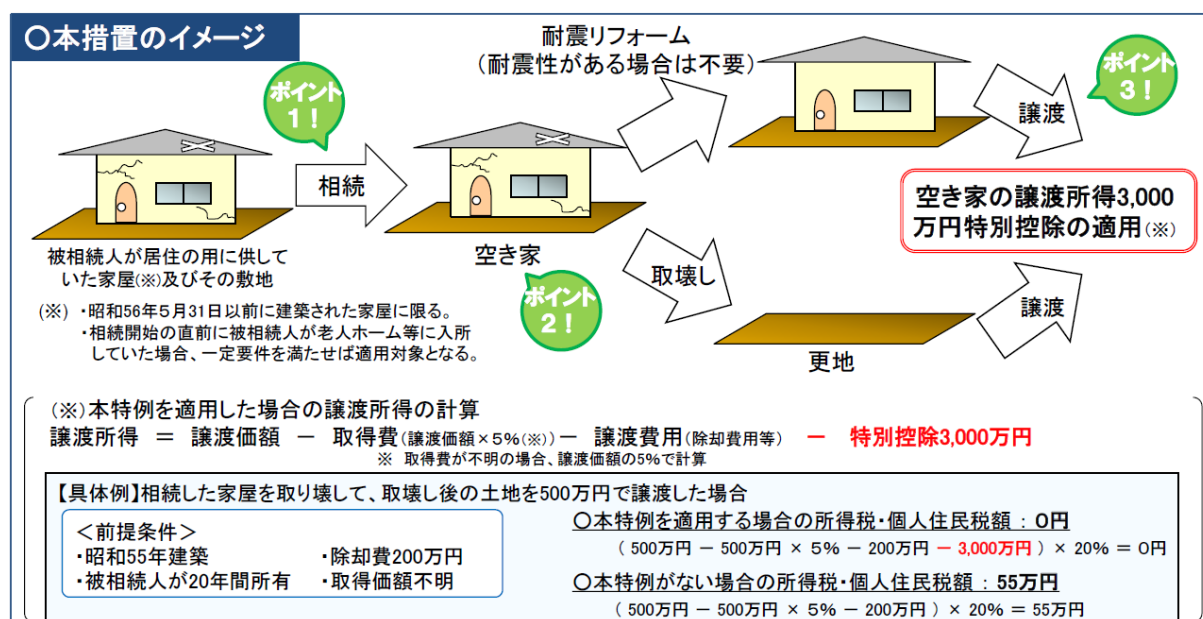 〇本措置のイメージ
耐震リフォーム
(耐震性がある場合は不要)
ポイント
1！
ポイント
3！
相続
譲渡
被相続人が居住の用に供して
いた家屋(※)及びその敷地
空き家
空き家の譲渡所得3,000
万円特別控除の適用(※)
(※) ・昭和56年5月31日以前に建築された家屋に限る。
・相続開始の直前に被相続人が老人ホーム等に入所
していた場合、一定要件を満たせば適用対象となる。
ポイント
2！
取壊し
譲渡
更地
(※)本特例を適用した場合の譲渡所得の計算
譲渡所得 ＝ 譲渡価額 － 取得費(譲渡価額×5%(※)) － 譲渡費用(除却費用等) － 特別控除3,000万円
※ 取得費が不明の場合、譲渡価額の5%で計算
【具体例】相続した家屋を取り壊して、取壊し後の土地を500万円で譲渡した場合
＜前提条件＞
・昭和55年建築 ・除却費200万円
・被相続人が20年間所有 ・取得価額不明
〇本特例を適用する場合の所得税・個人住民税額 ： 0円
( 500万円 － 500万円 × 5% － 200万円 － 3,000万円 ) × 20% ＝ 0円
〇本特例がない場合の所得税・個人住民税額 ： 55万円
( 500万円 － 500万円 × 5% － 200万円 ) × 20% ＝ 55万円